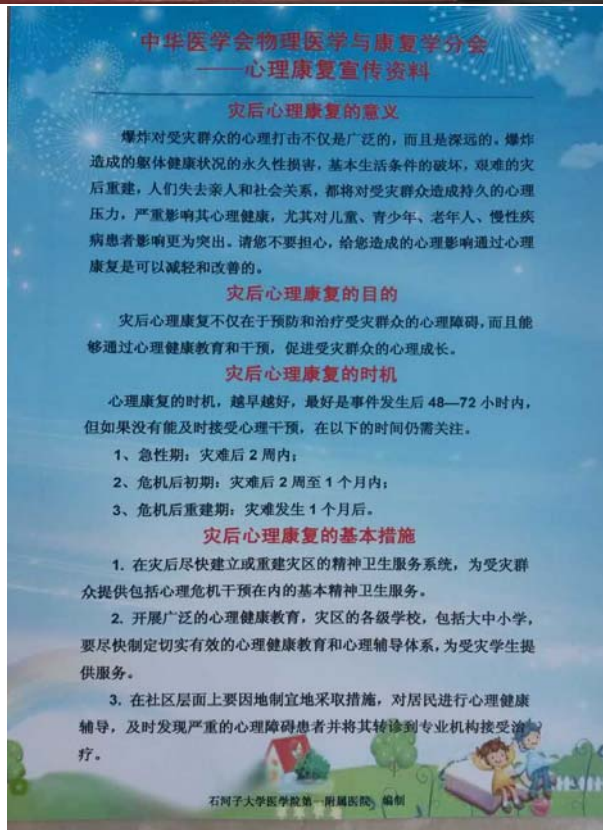 中华医学会物理医学与康复学分会
——心理康复宣传资料
灾后心理康复的意义
爆炸对受灾群众的心理打击不仅是广泛的，而且是深远的。爆炸
造成的躯体健康状况的永久性损害，基本生活条件的破坏，艰难的灾
后重建，人们失去亲人和社会关系，都将对受灾群众造成持久的心理
压力，严重影响其心理健康，尤其对儿童、青少年、老年人、慢性疾
病患者影响更为突出。请您不要担心，给您造成的心理影响通过心理
康复是可以减轻和改善的。
灾后心理康复的目的
灾后心理康复不仅在于预防和治疗受灾群众的心理障碍，而且能
够通过心理健康教育和干预，促进受灾群众的心理成长。
灾后心理康复的时机
心理康复的时机，越早越好，最好是事件发生后 48—72 小时内，
但如果没有能及时接受心理干预，在以下的时间仍需关注。
1、急性期：灾难后 2 周内；
2、危机后初期：灾难后 2 周至 1 个月内；
3、危机后重建期：灾难发生 1 个月后。
灾后心理康复的基本措施
1. 在灾后尽快建立或重建灾区的精神卫生服务系统，为受灾群
众提供包括心理危机干预在内的基本精神卫生服务。
2. 开展广泛的心理健康教育，灾区的各级学校，包括大中小学，
要尽快制定切实有效的心理健康教育和心理辅导体系，为受灾学生提
供服务。
3. 在社区层面上要因地制宜地采取措施，对居民进行心理健康
辅导，及时发现严重的心理障碍患者并将其转诊到专业机构接受治
疗。
石河子大学医学院第一附属医院 编制